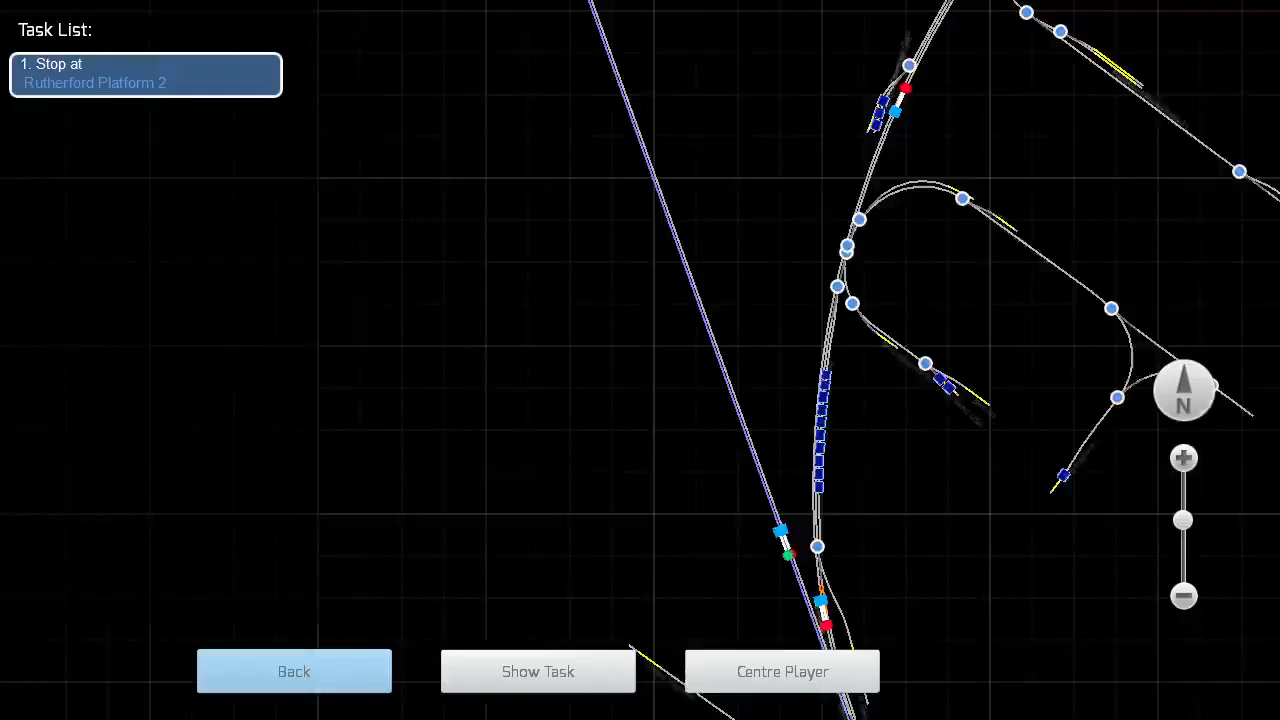 Task List:
1. Stop at
Rutherford Platform 2
N
Back
Show Task
Centre Player